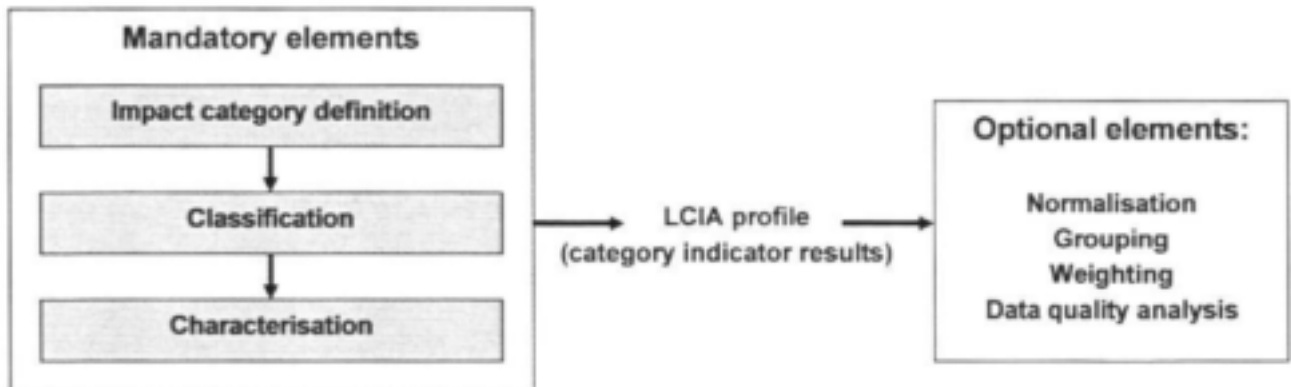 Mandatory elements
Impact category definition
Classification
Characterisation
LCIA profile
(category indicator results)
Optional elements:
Normalisation
Grouping
Weighting
Data quality analysis